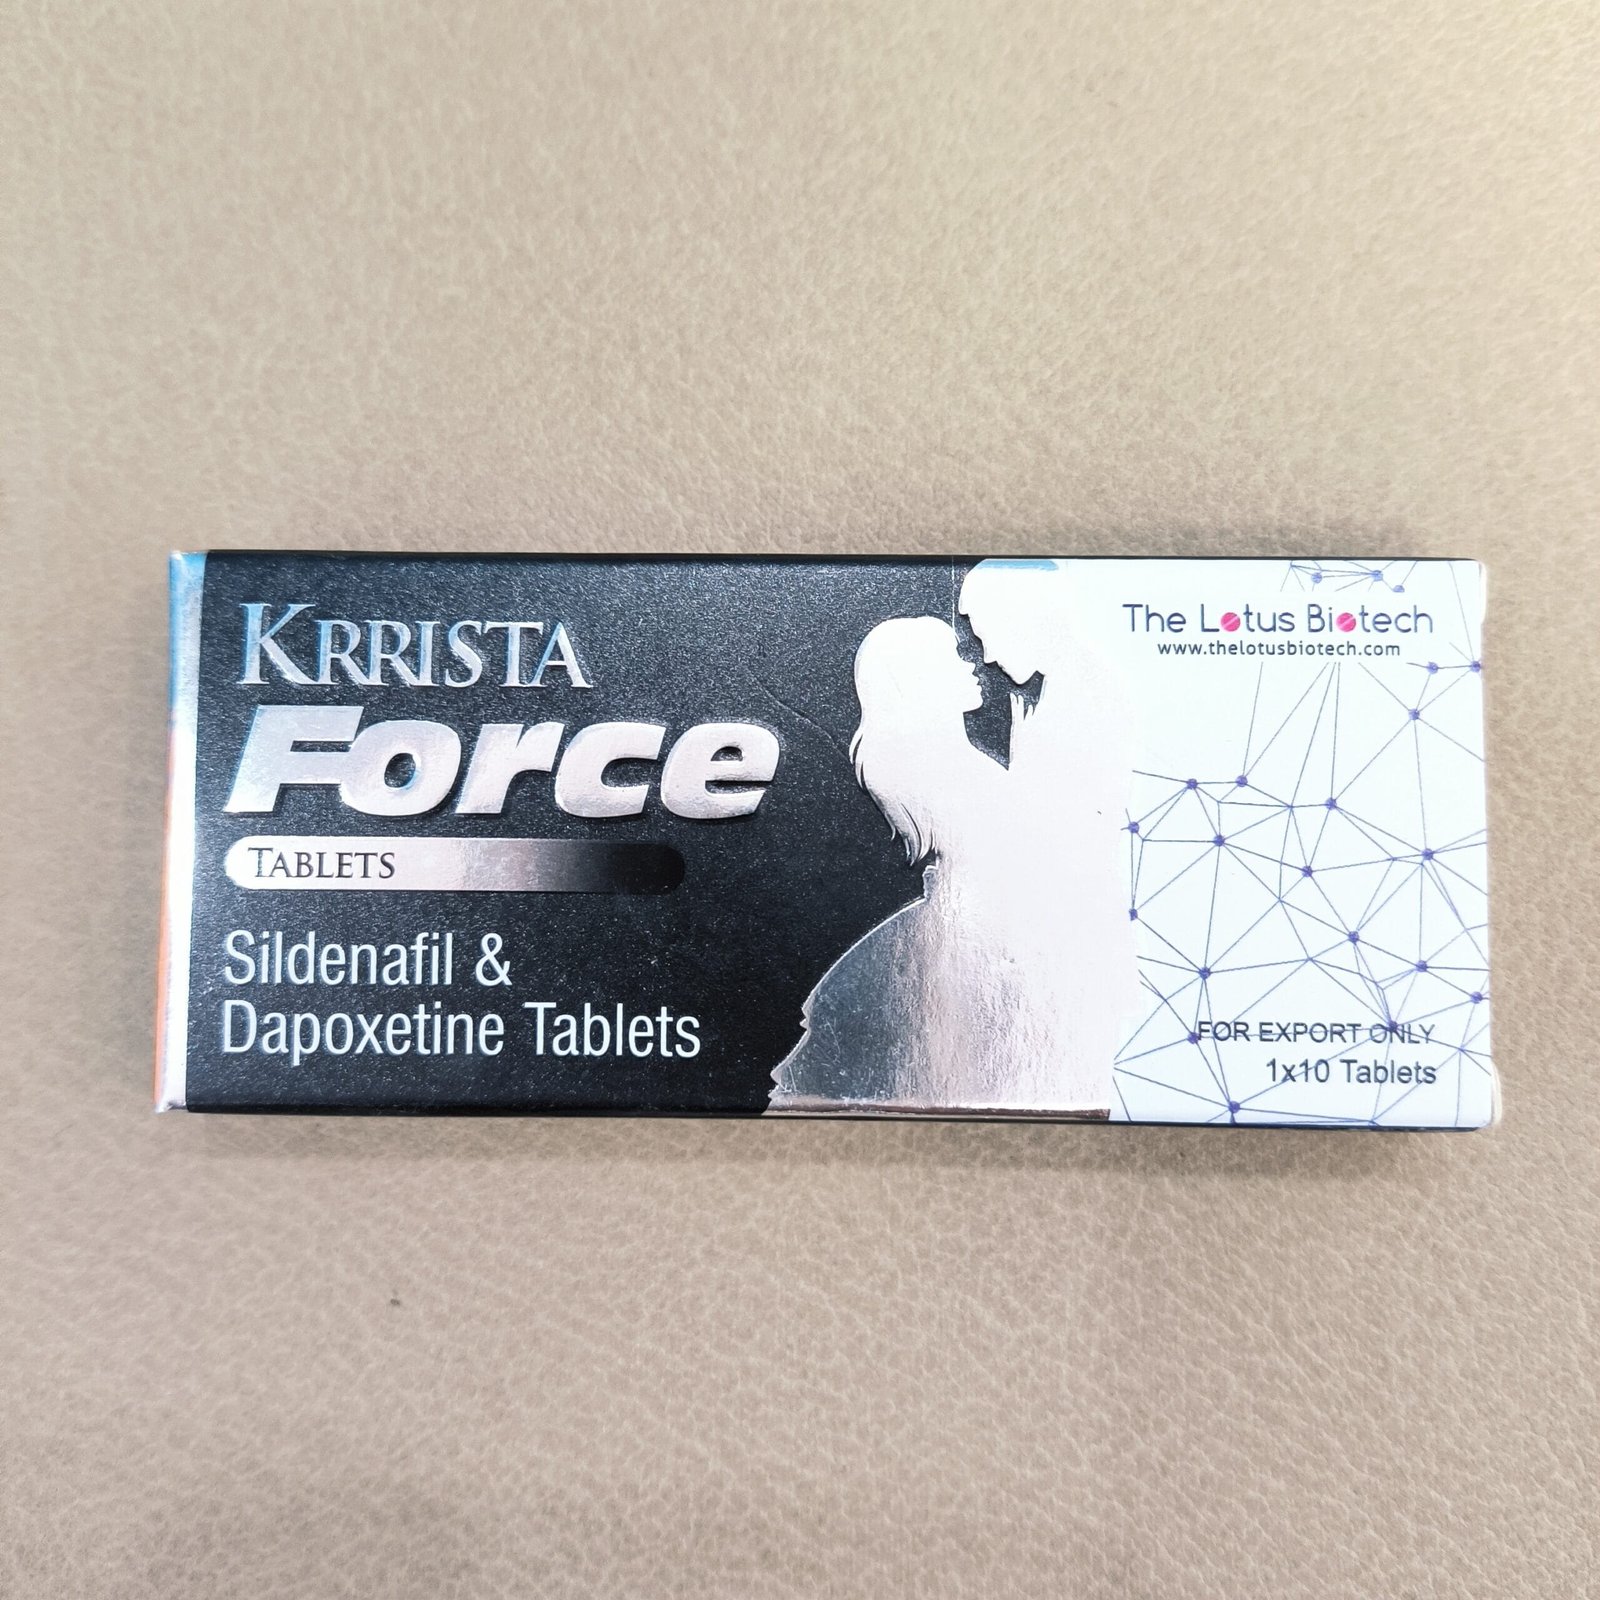 KRRISTA
Force
TABLETS
Sildenafil &
Dapoxetine Tablets
The Lotus Biotech
www.thelotusbiotech.com
FOR EXPORT ONLY
1x10 Tablets